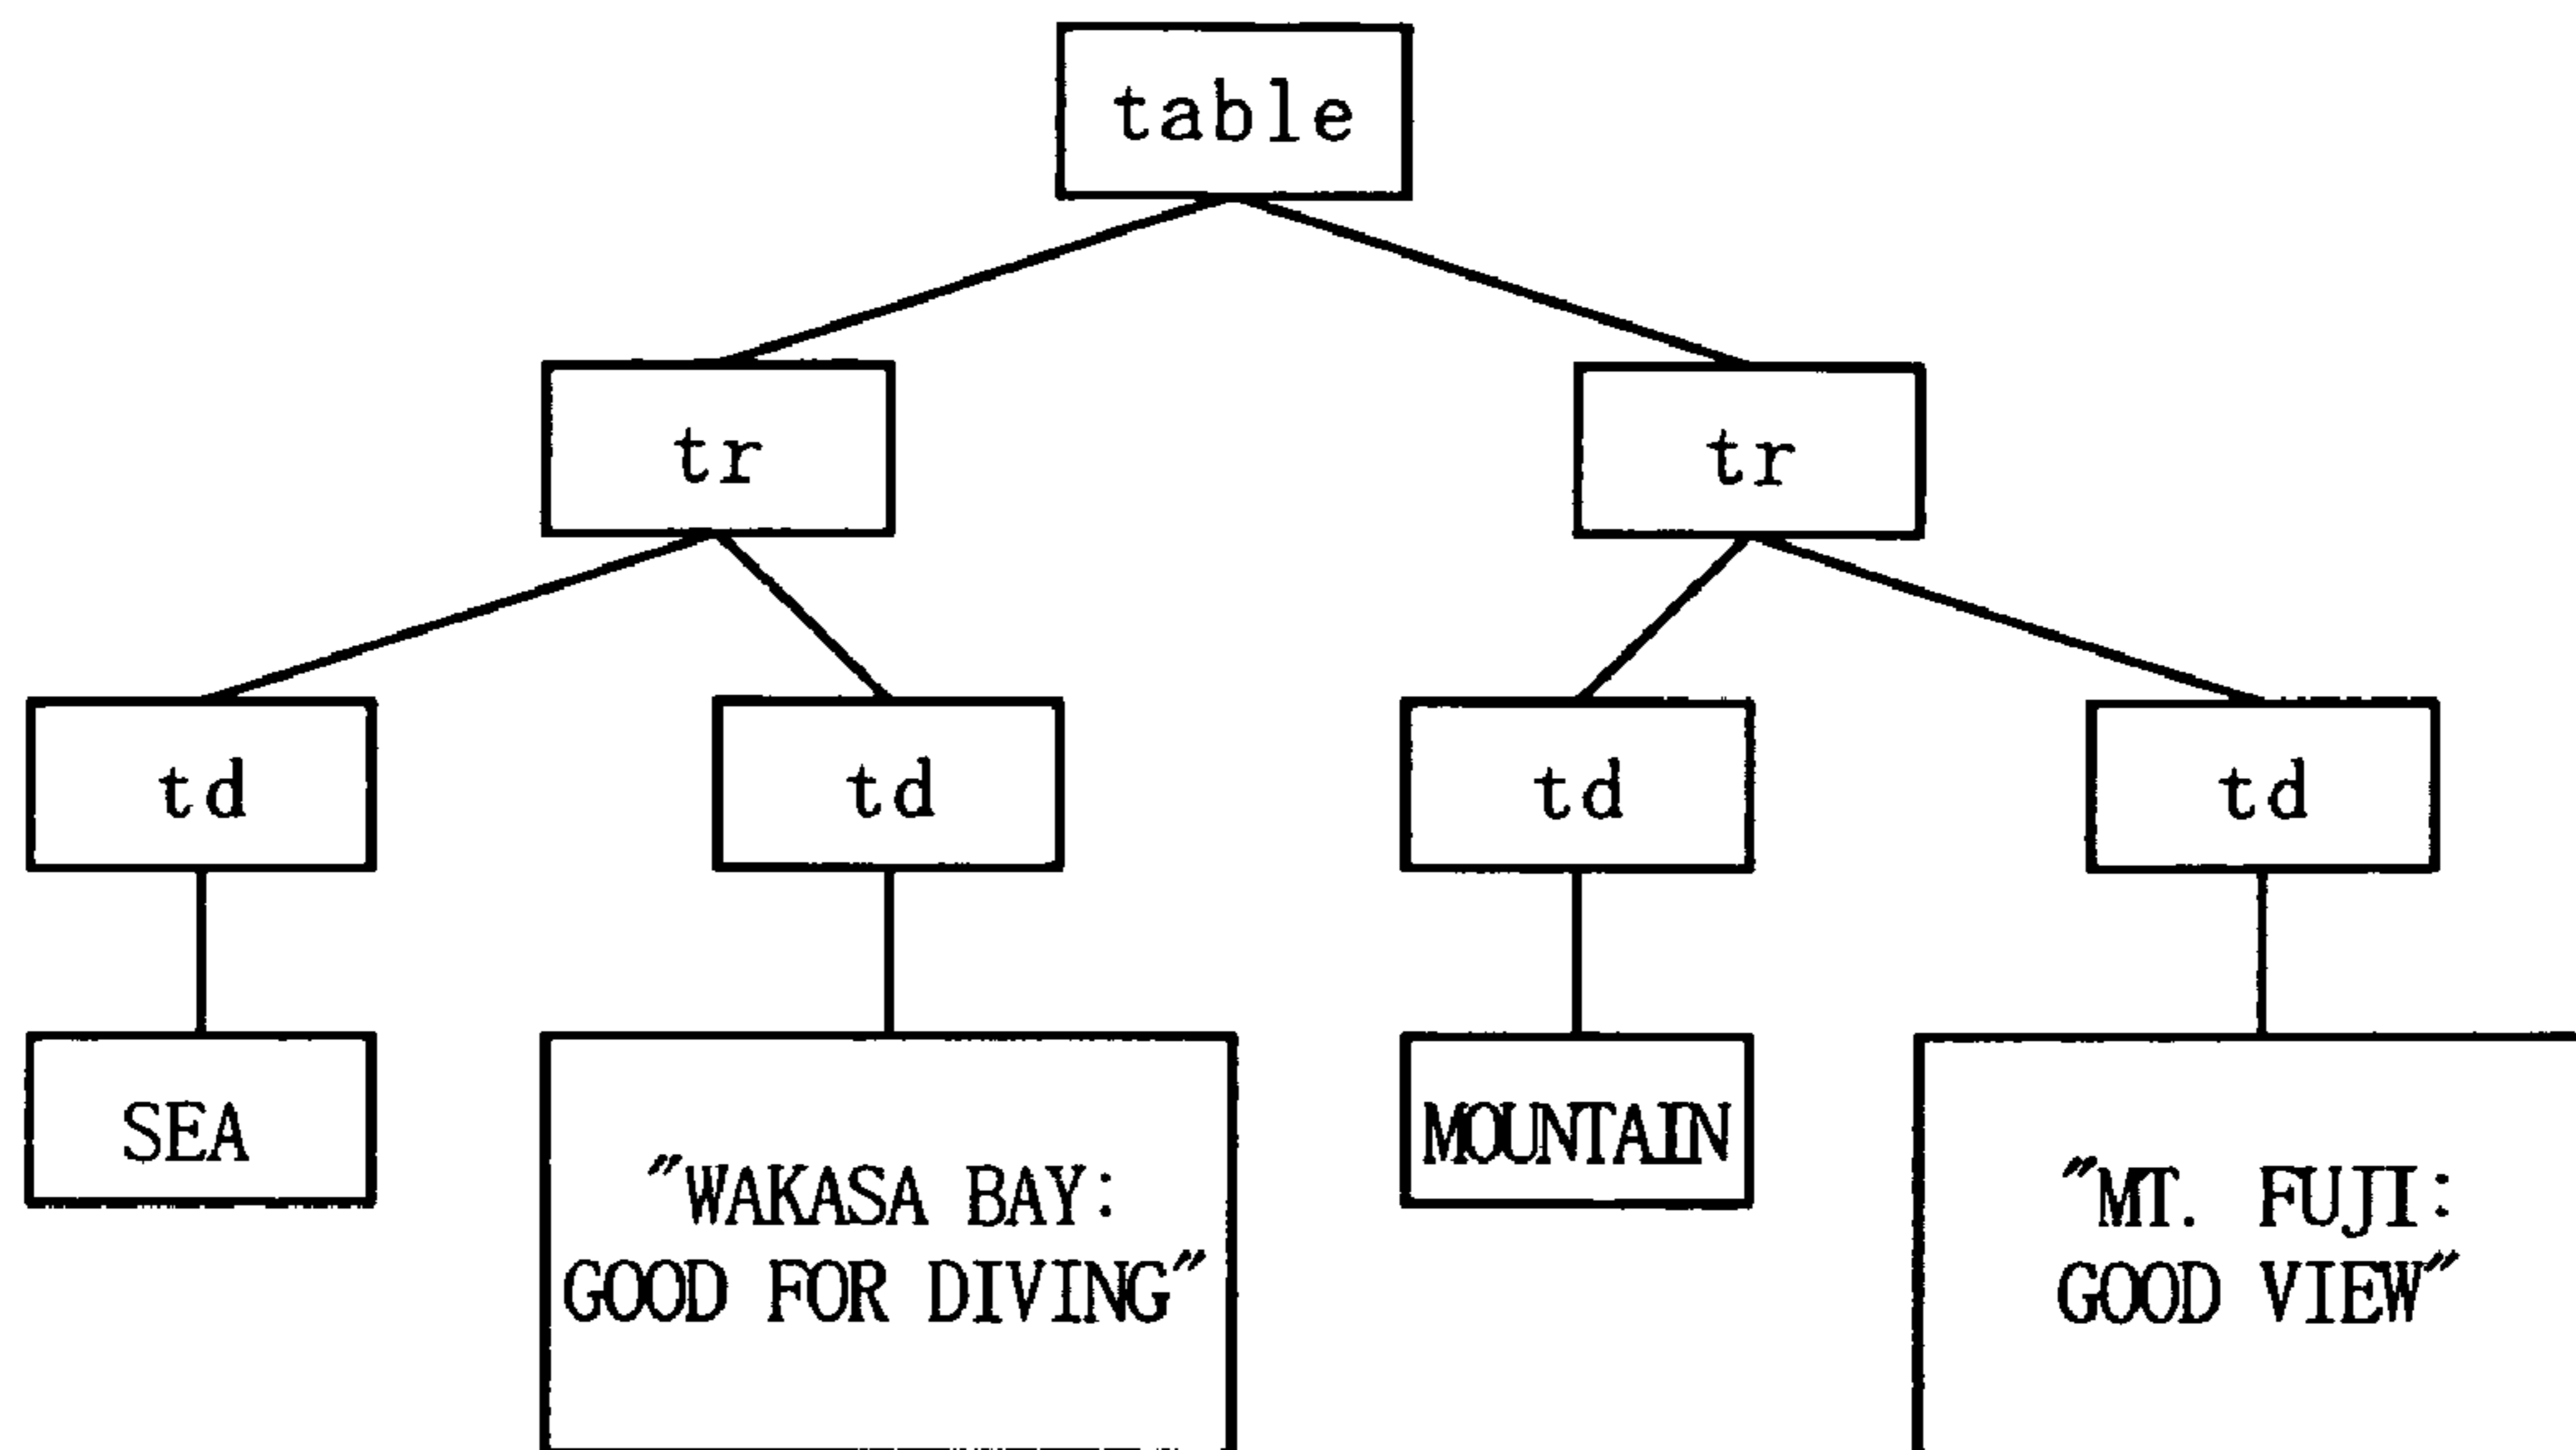 table
tr
tr
td
td
td
td
SEA
"WAKASA BAY:
GOOD FOR DIVING"
MOUNTAIN
"MT. FUJI:
GOOD VIEW"